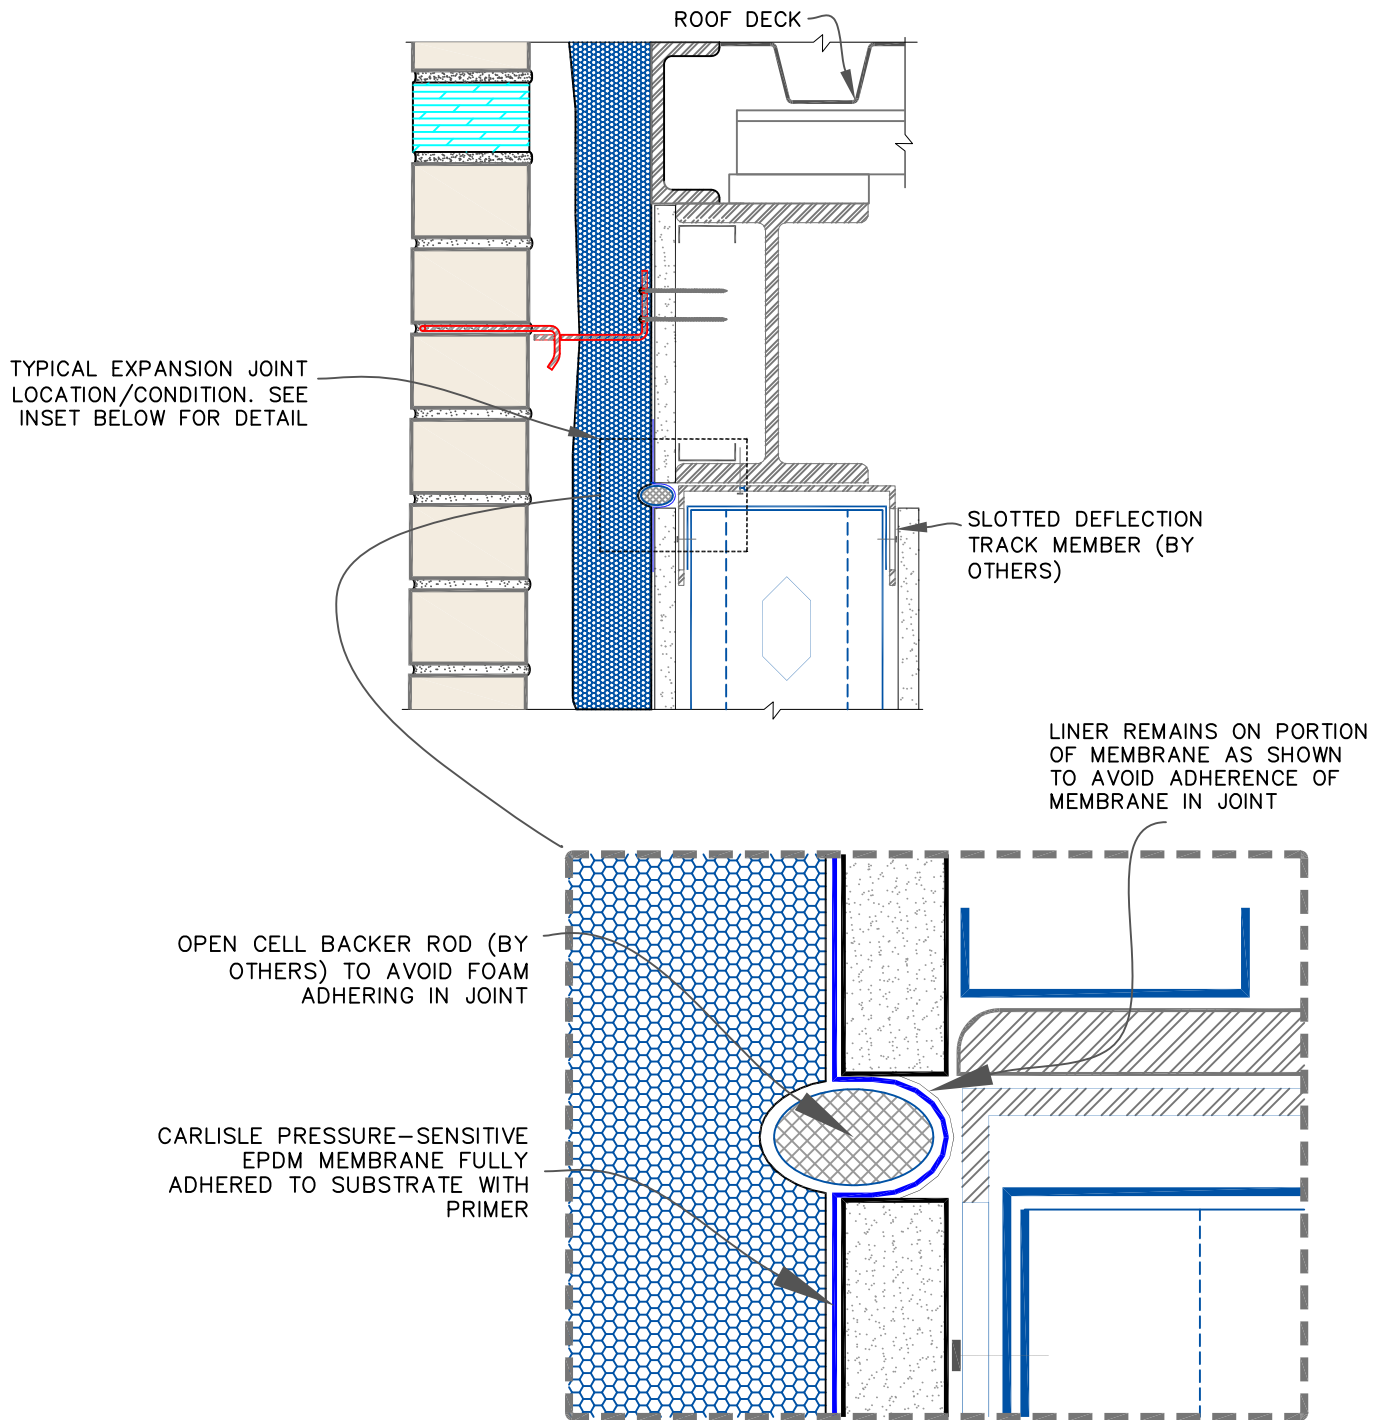 ROOF DECK
TYPICAL EXPANSION JOINT
LOCATION/CONDITION. SEE
INSET BELOW FOR DETAIL
SLOTTED DEFLECTION
TRACK MEMBER (BY
OTHERS)
LINER REMAINS ON PORTION
OF MEMBRANE AS SHOWN
TO AVOID ADHERENCE OF
MEMBRANE IN JOINT
OPEN CELL BACKER ROD (BY
OTHERS) TO AVOID FOAM
ADHERING IN JOINT
CARLISLE PRESSURE-SENSITIVE
EPDM MEMBRANE FULLY
ADHERED TO SUBSTRATE WITH
PRIMER